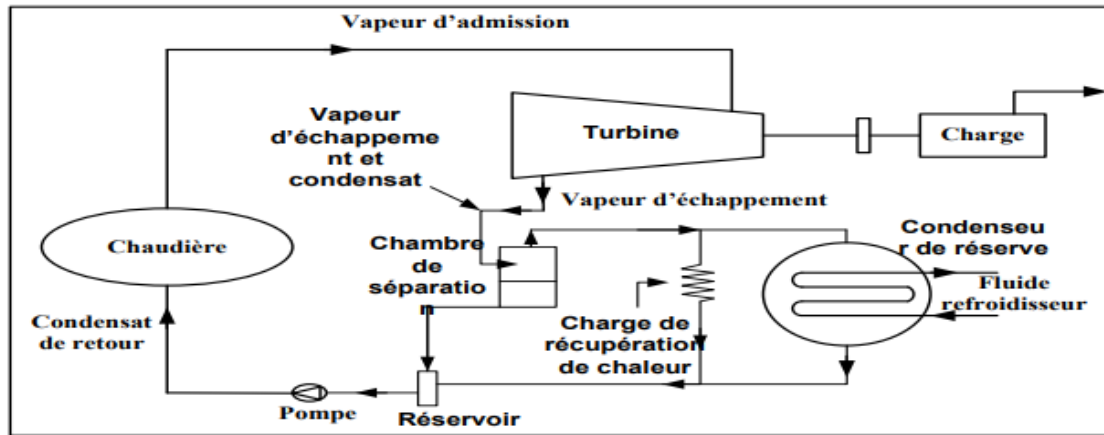 Vapeur d'admission
Vapeur
d'échappeme
nt et
condensat
Turbine
Charge
Vapeur d'échappement
Chaudière
Chambre
de
séparatio
n
Condenseu
r de réserve
Fluide
refroidisseur
Condensat
de retour
Charge de
récupération
de chaleur
Pompe
Réservoir